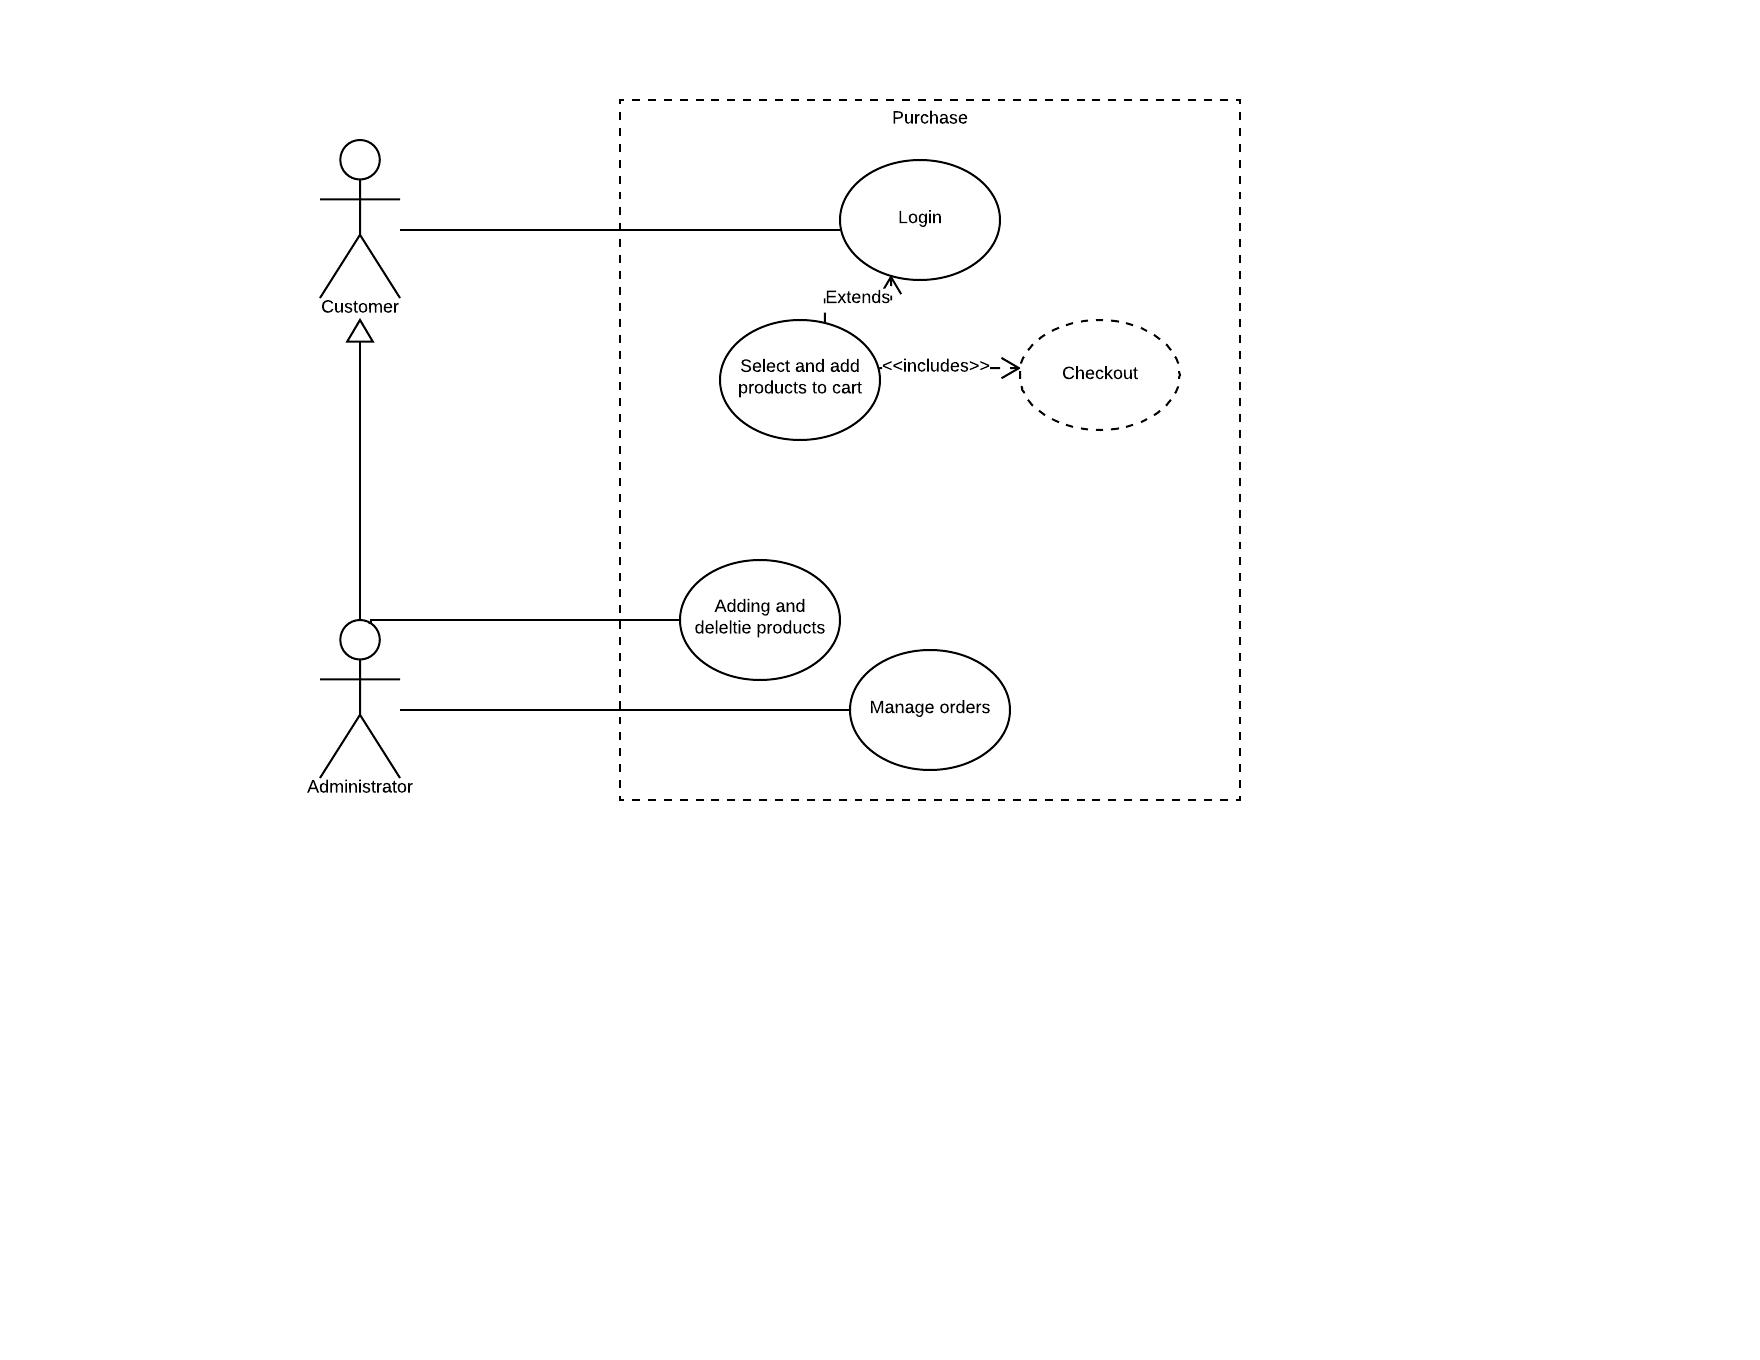 Purchase
Login
Customer
Extends
Select and add
products to cart
<<includes>>
Checkout
Adding and
deleltie products
Manage orders
Administrator